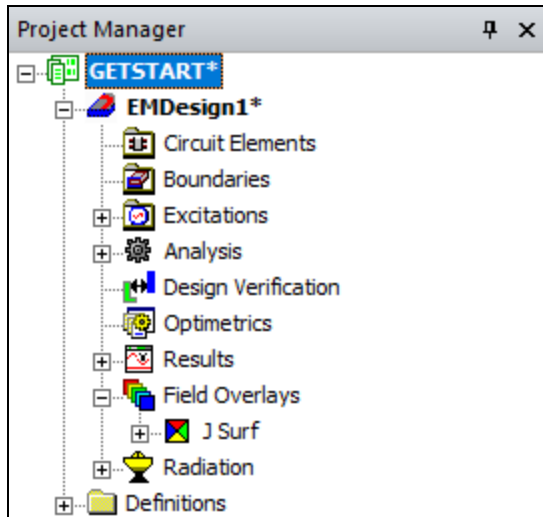 Project Manager
GETSTART*
EMDesign1*
Circuit Elements
Boundaries
Excitations
Analysis
Design Verification
Optimetrics
Results
Field Overlays
J Surf
Radiation
Definitions